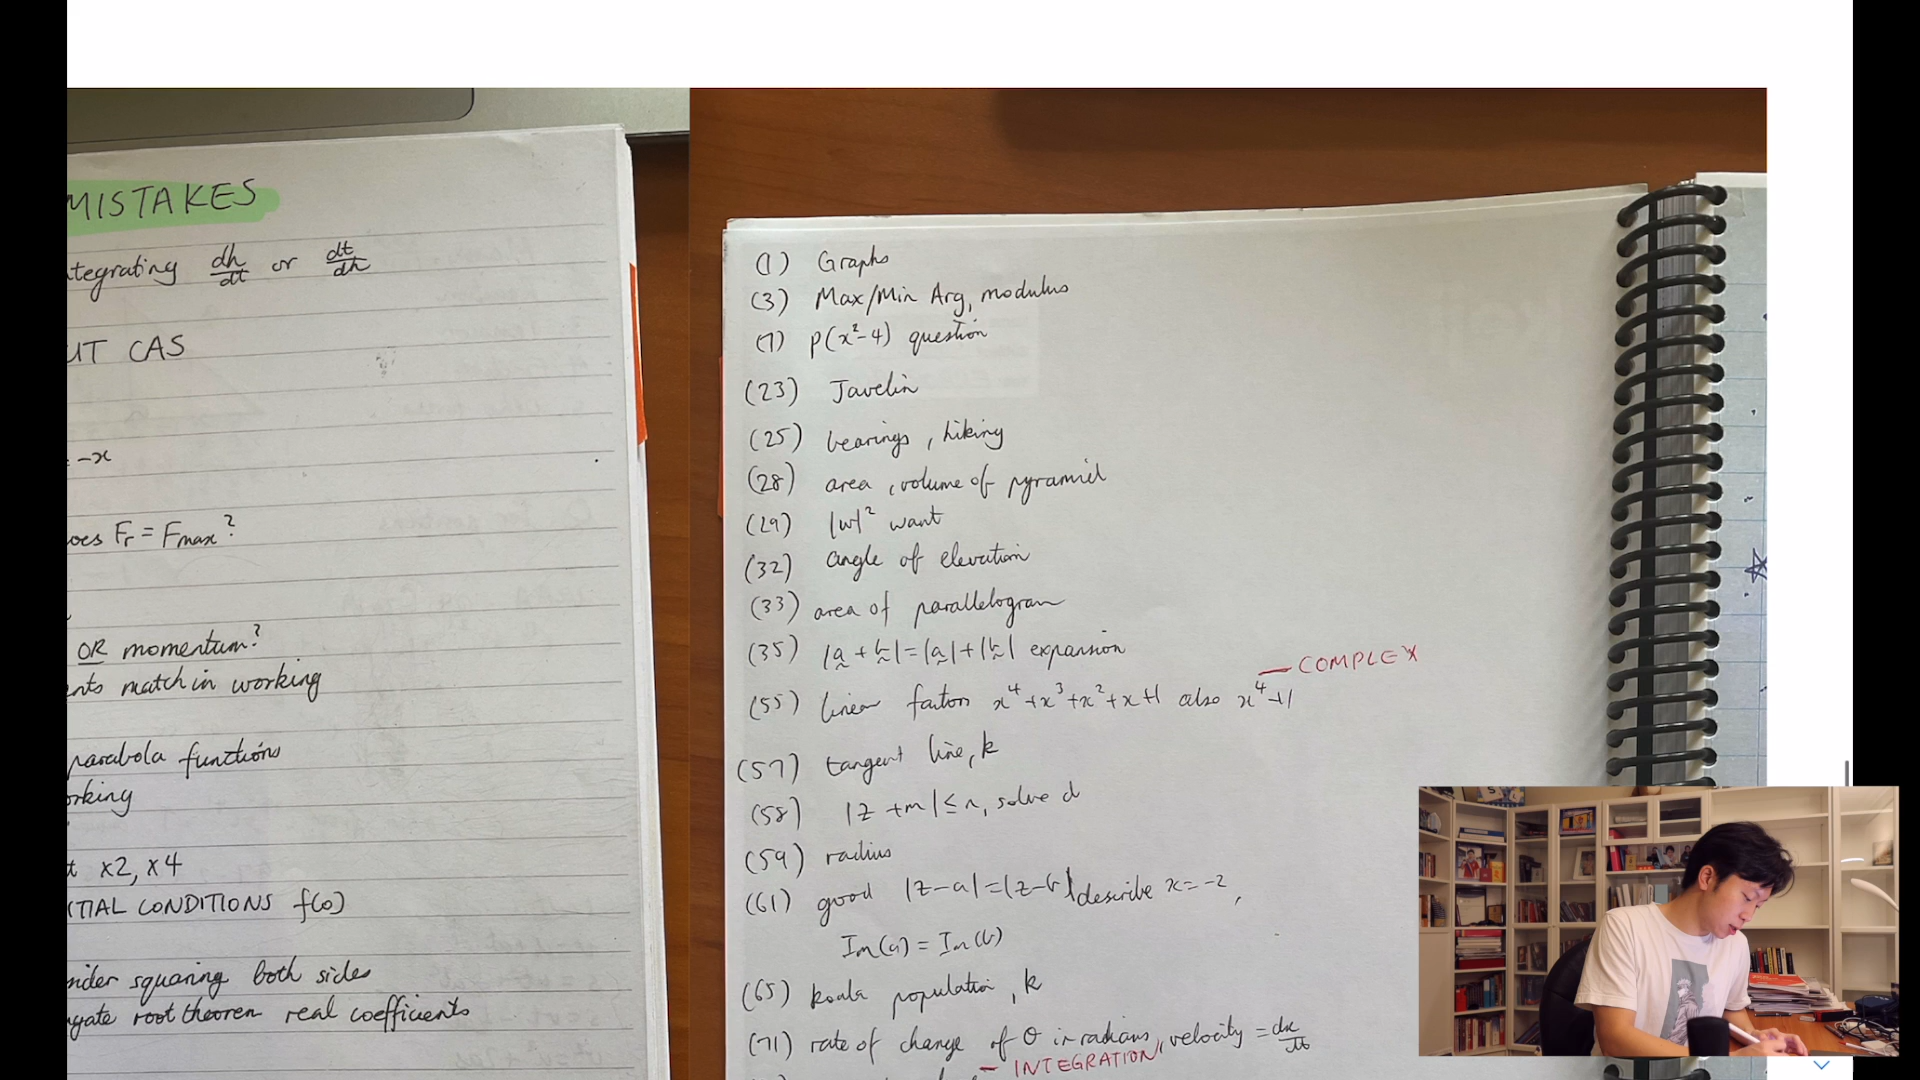 MISTAKES
tegrating dh/dt or dt/dh
UT CAS
= -x
oes Fr = Fmax?
OR momentum?
nts match in working
parabola functions
orking
t x2, x4
ITIAL CONDITIONS f(0)
nider squaring both sides
ugate root theorem real coefficients
(1) Graphs
(3) Max/Min Arg, modulus
(7) p(x²-4) question
(23) Javelin
(25) bearings, hiking
(28) area, volume of pyramid
(29) |w|² want
(32) angle of elevation
(33) area of parallelogram
(35) |a + b| = |a| + |b| expansion
— COMPLEX
(55) linear factors x⁴+x³+x²+x+1 also x⁴+1
(57) tangent line, k
(58) |z + m| ≤ n, solve d
(59) radius
(61) good |z-a| = |z-b| describe x = -2,
Im(a) = Im(b)
(65) koala population, k
(71) rate of change of θ in radians, velocity = dx/dt
— INTEGRATION